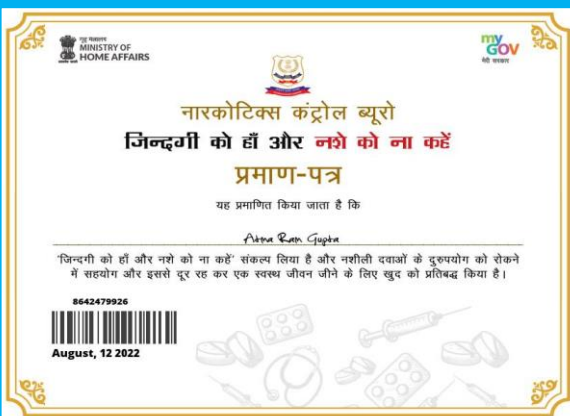 गृह मंत्रालय
MINISTRY OF
HOME AFFAIRS
my
GOV
मेरी सरकार
नारकोटिक्स कंट्रोल ब्यूरो
जिन्दगी को हाँ और नशे को ना कहें
प्रमाण-पत्र
यह प्रमाणित किया जाता है कि
Atma Ram Gupta
'जिन्दगी को हाँ और नशे को ना कहें' संकल्प लिया है और नशीली दवाओं के दुरुपयोग को रोकने
में सहयोग और इससे दूर रह कर एक स्वस्थ जीवन जीने के लिए खुद को प्रतिबद्ध किया है।
8642479926
August, 12 2022